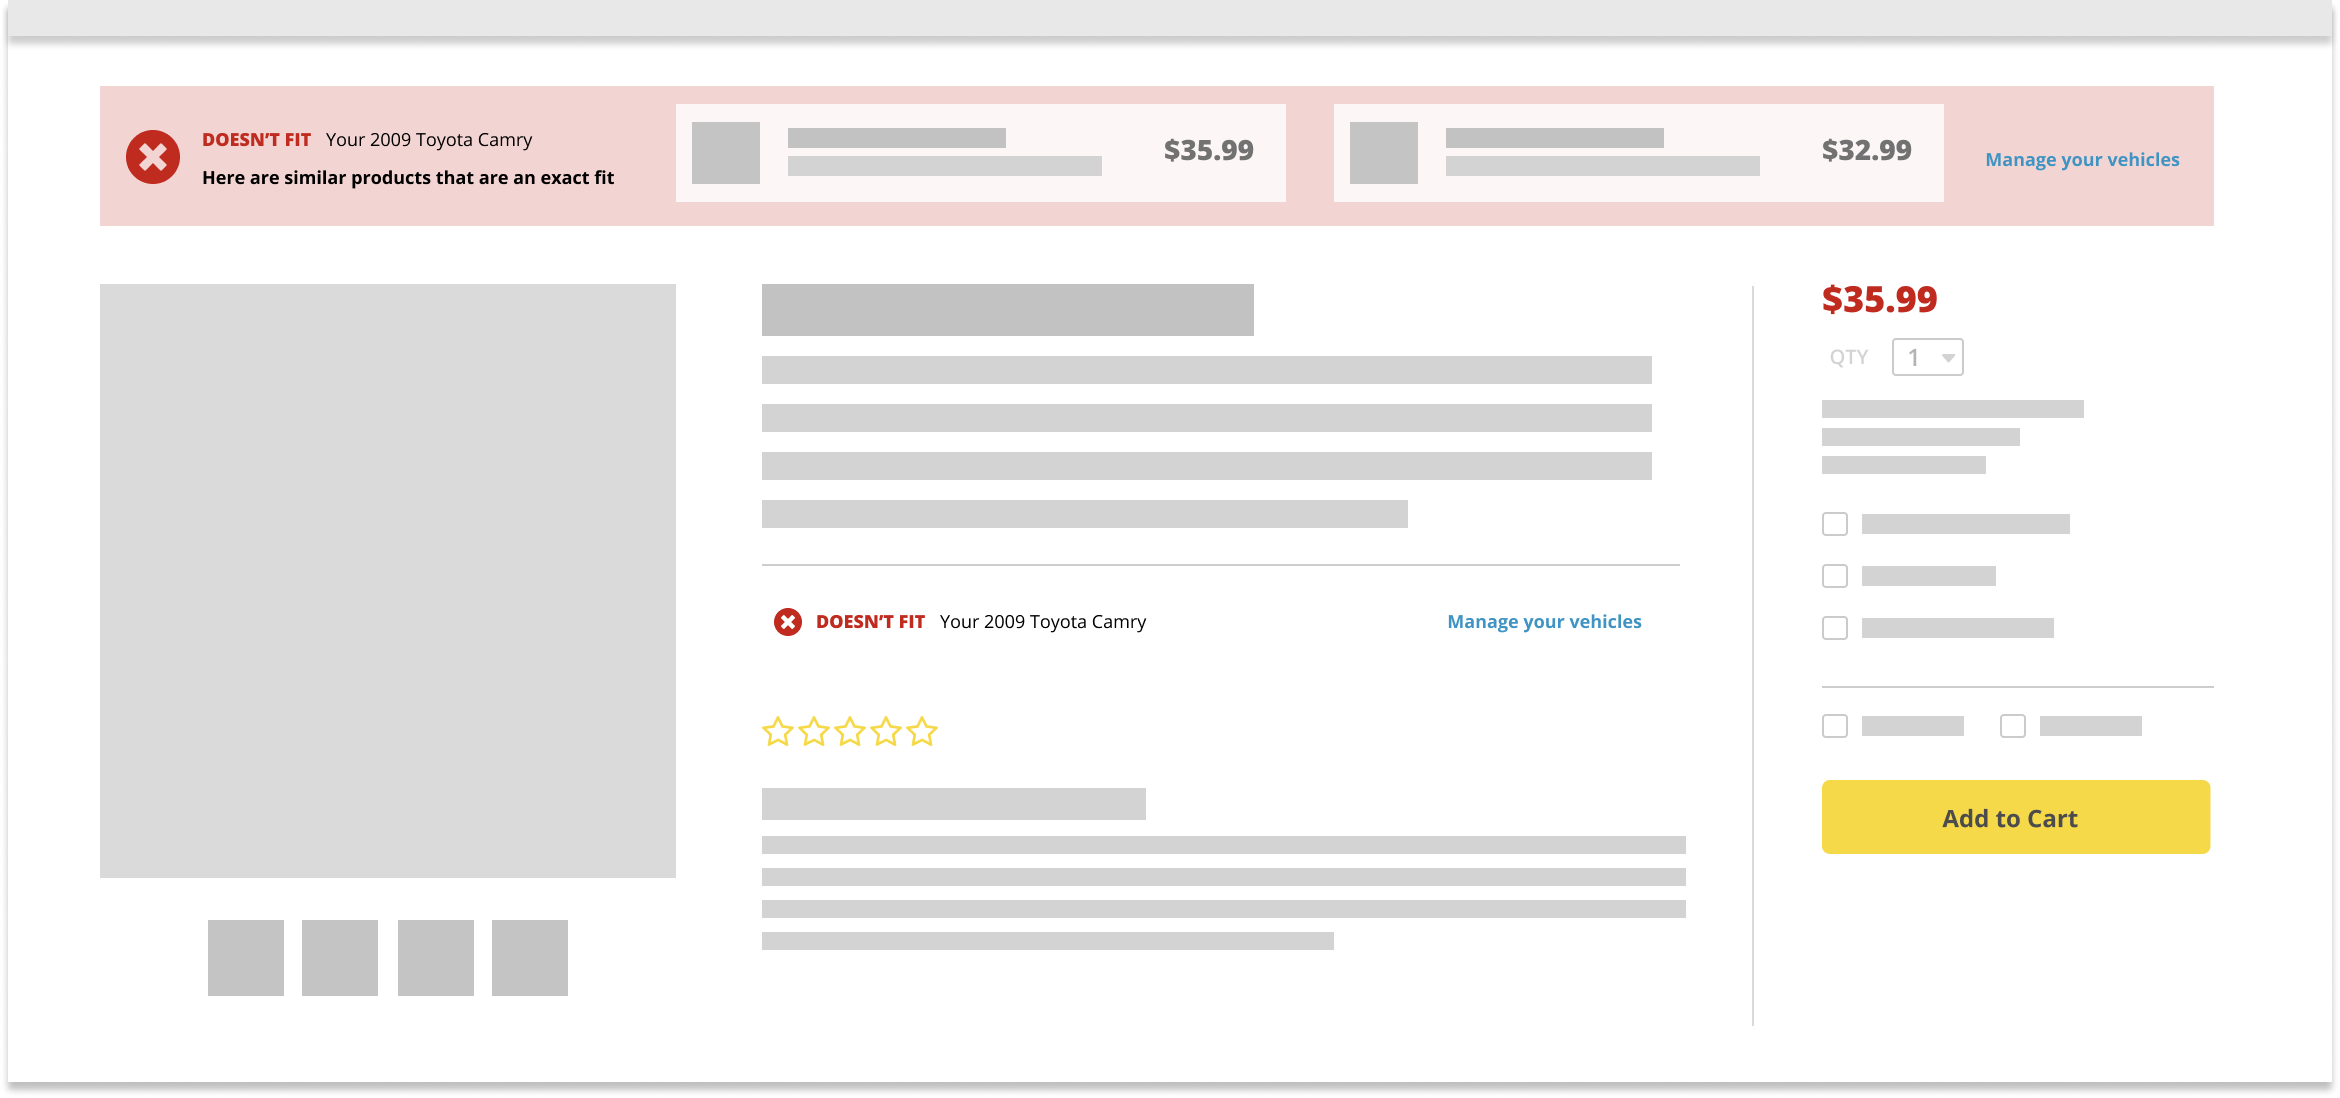 DOESN’T FIT Your 2009 Toyota Camry
Here are similar products that are an exact fit
$35.99
$32.99
Manage your vehicles
$35.99
QTY 1
DOESN’T FIT Your 2009 Toyota Camry
Manage your vehicles
Add to Cart